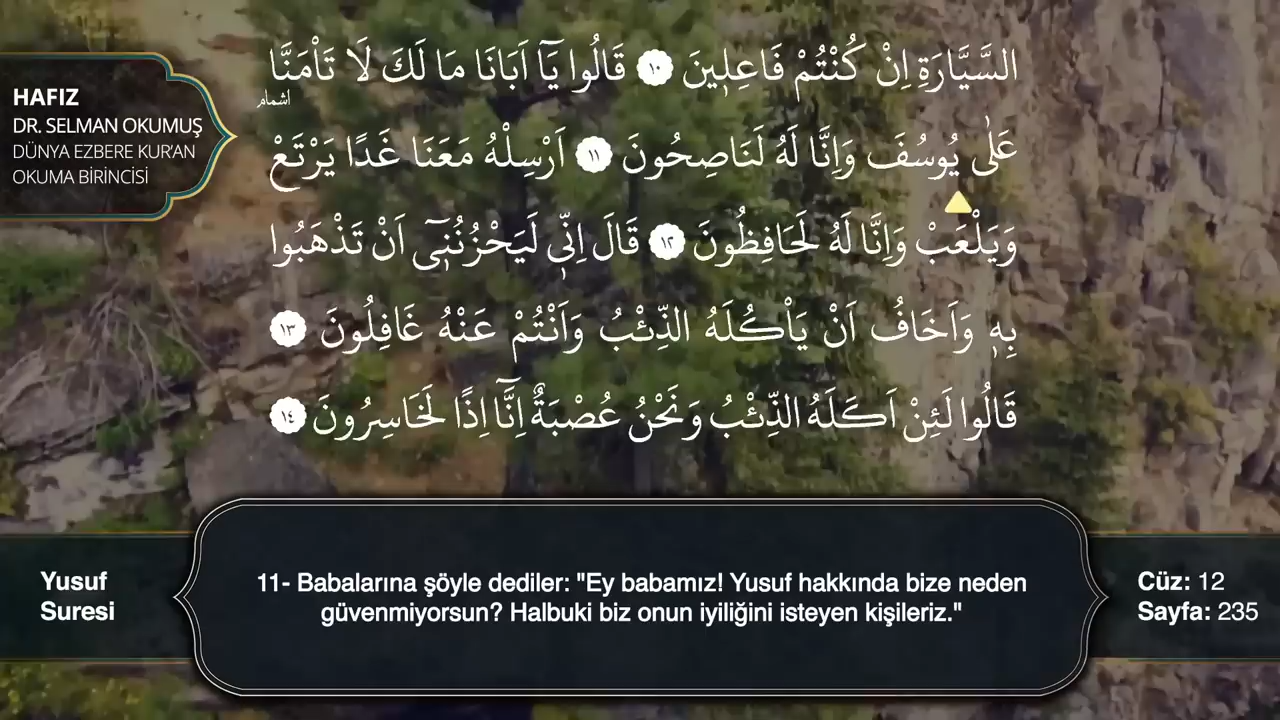 السَّيَّارَةِ اِنْ كُنْتُمْ فَاعِلٖينَ ١٠ قَالُوا يَٓا اَبَانَا مَا لَكَ لَا تَاْمَنَّا
اشمام
عَلٰى يُوسُفَ وَاِنَّا لَهُ لَنَاصِحُونَ ١١ اَرْسِلْهُ مَعَنَا غَدًا يَرْتَعْ
وَيَلْعَبْ وَاِنَّا لَهُ لَحَافِظُونَ ١٢ قَالَ اِنّٖي لَيَحْزُنُنٖٓى اَنْ تَذْهَبُوا
بِهٖ وَاَخَافُ اَنْ يَاْكُلَهُ الذِّئْبُ وَاَنْتُمْ عَنْهُ غَافِلُونَ ١٣
قَالُوا لَئِنْ اَكَلَهُ الذِّئْبُ وَنَحْنُ عُصْبَةٌ اِنَّٓا اِذًا لَخَاسِرُونَ ١٤
HAFIZ
DR. SELMAN OKUMUŞ
DÜNYA EZBERE KUR'AN
OKUMA BİRİNCİSİ
Yusuf
Suresi
11- Babalarına şöyle dediler: "Ey babamız! Yusuf hakkında bize neden
güvenmiyorsun? Halbuki biz onun iyiliğini isteyen kişileriz."
Cüz: 12
Sayfa: 235